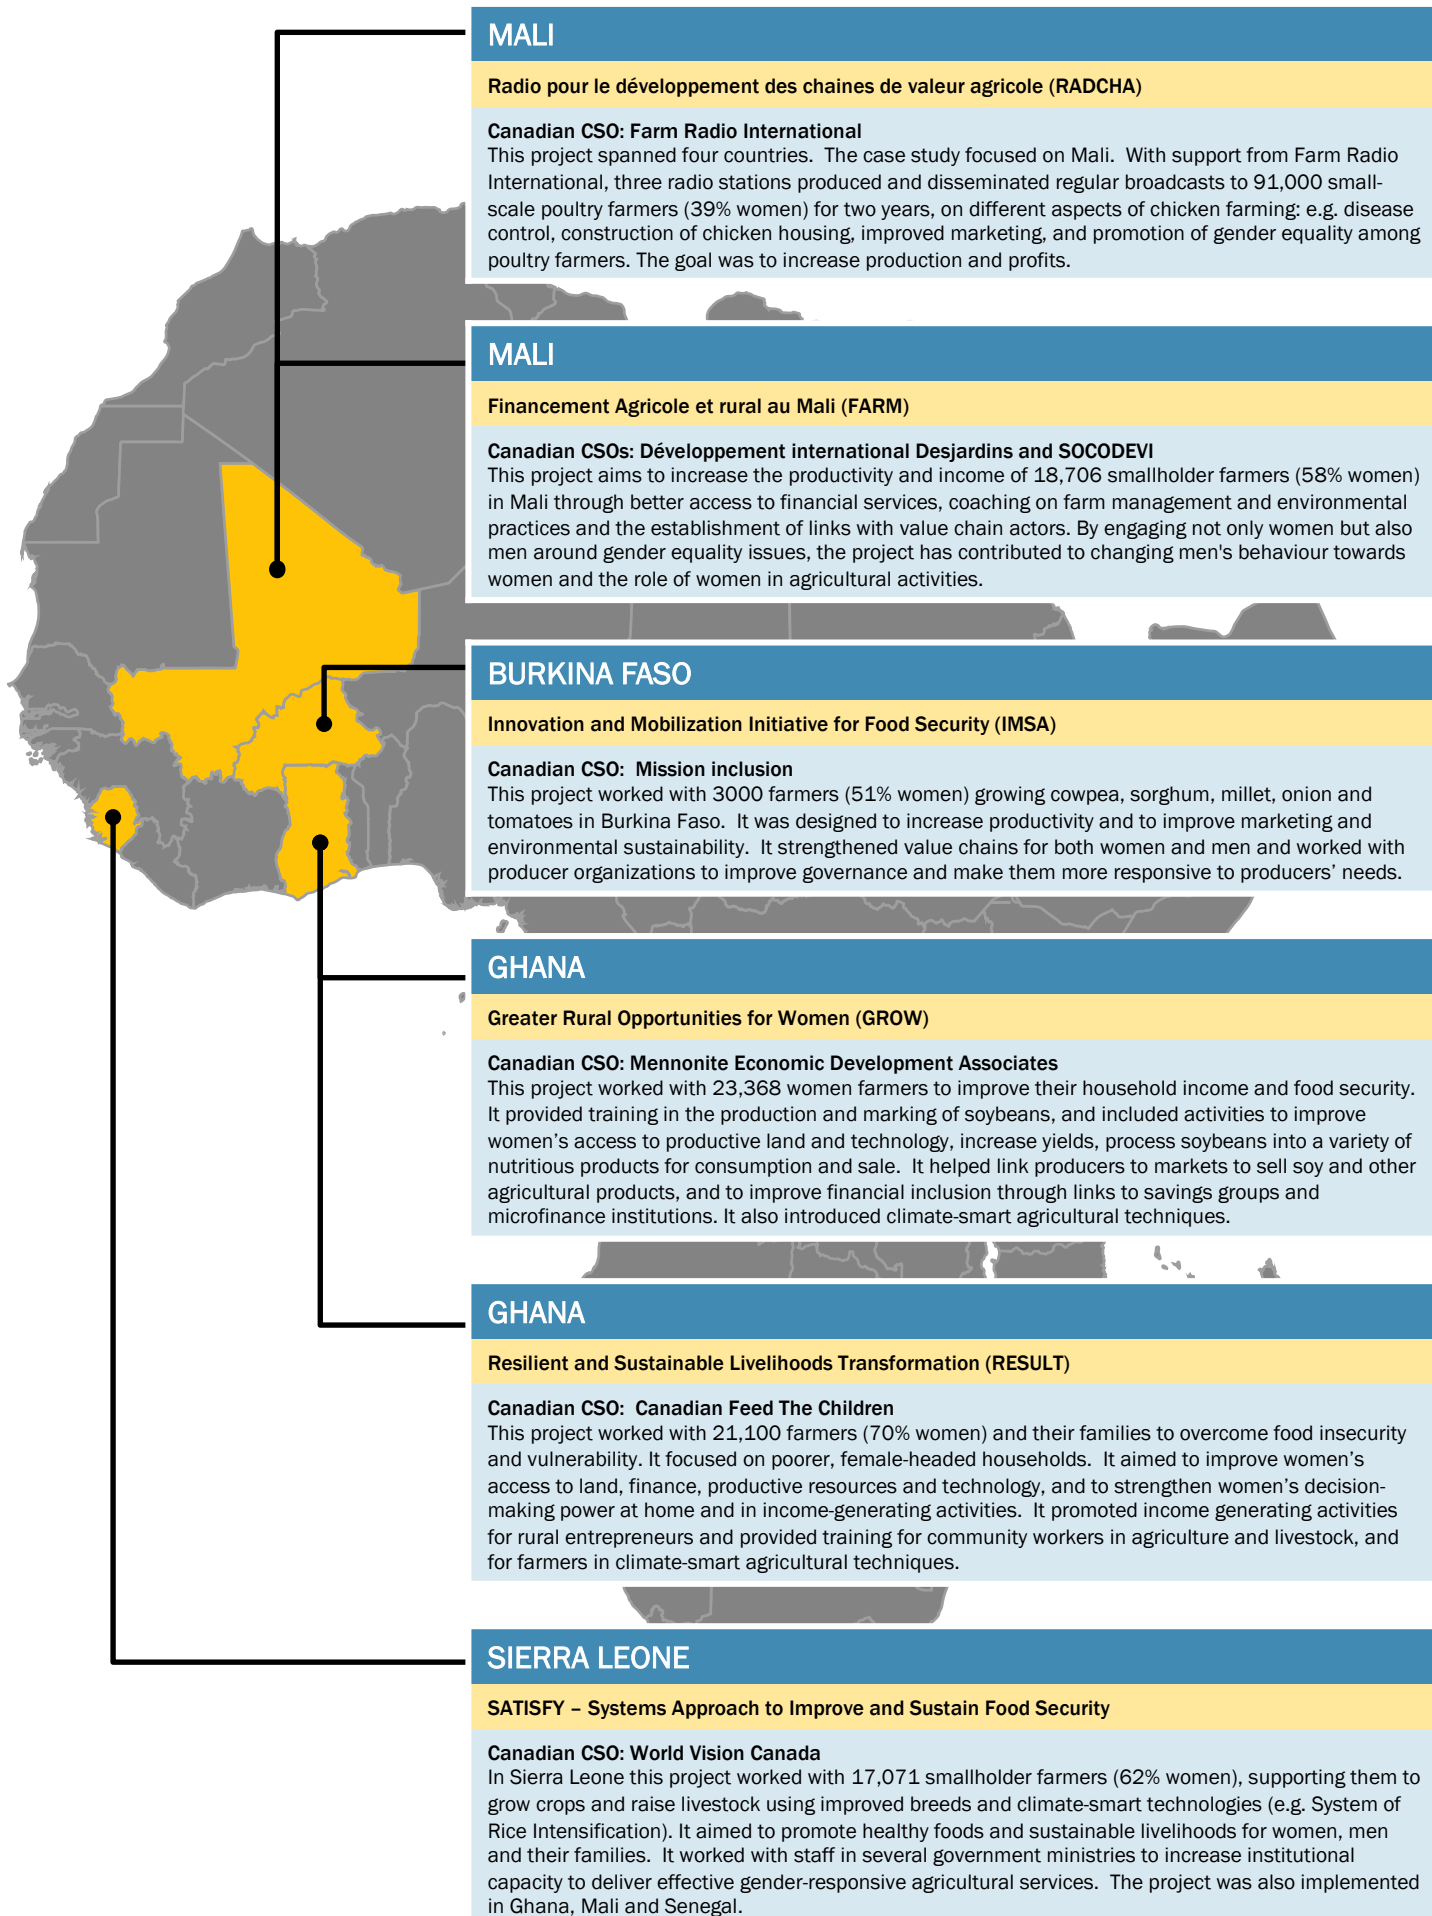 MALI
Radio pour le développement des chaines de valeur agricole (RADCHA)
Canadian CSO: Farm Radio International
This project spanned four countries. The case study focused on Mali. With support from Farm Radio
International, three radio stations produced and disseminated regular broadcasts to 91,000 small-
scale poultry farmers (39% women) for two years, on different aspects of chicken farming: e.g. disease
control, construction of chicken housing, improved marketing, and promotion of gender equality among
poultry farmers. The goal was to increase production and profits.
MALI
Financement Agricole et rural au Mali (FARM)
Canadian CSOs: Développement international Desjardins and SOCODEVI
This project aims to increase the productivity and income of 18,706 smallholder farmers (58% women)
in Mali through better access to financial services, coaching on farm management and environmental
practices and the establishment of links with value chain actors. By engaging not only women but also
men around gender equality issues, the project has contributed to changing men's behaviour towards
women and the role of women in agricultural activities.
BURKINA FASO
Innovation and Mobilization Initiative for Food Security (IMSA)
Canadian CSO: Mission inclusion
This project worked with 3000 farmers (51% women) growing cowpea, sorghum, millet, onion and
tomatoes in Burkina Faso. It was designed to increase productivity and to improve marketing and
environmental sustainability. It strengthened value chains for both women and men and worked with
producer organizations to improve governance and make them more responsive to producers' needs.
GHANA
Greater Rural Opportunities for Women (GROW)
Canadian CSO: Mennonite Economic Development Associates
This project worked with 23,368 women farmers to improve their household income and food security.
It provided training in the production and marking of soybeans, and included activities to improve
women's access to productive land and technology, increase yields, process soybeans into a variety of
nutritious products for consumption and sale. It helped link producers to markets to sell soy and other
agricultural products, and to improve financial inclusion through links to savings groups and
microfinance institutions. It also introduced climate-smart agricultural techniques.
GHANA
Resilient and Sustainable Livelihoods Transformation (RESULT)
Canadian CSO: Canadian Feed The Children
This project worked with 21,100 farmers (70% women) and their families to overcome food insecurity
and vulnerability. It focused on poorer, female-headed households. It aimed to improve women's
access to land, finance, productive resources and technology, and to strengthen women's decision-
making power at home and in income-generating activities. It promoted income generating activities
for rural entrepreneurs and provided training for community workers in agriculture and livestock, and
for farmers in climate-smart agricultural techniques.
SIERRA LEONE
SATISFY – Systems Approach to Improve and Sustain Food Security
Canadian CSO: World Vision Canada
In Sierra Leone this project worked with 17,071 smallholder farmers (62% women), supporting them to
grow crops and raise livestock using improved breeds and climate-smart technologies (e.g. System of
Rice Intensification). It aimed to promote healthy foods and sustainable livelihoods for women, men
and their families. It worked with staff in several government ministries to increase institutional
capacity to deliver effective gender-responsive agricultural services. The project was also implemented
in Ghana, Mali and Senegal.